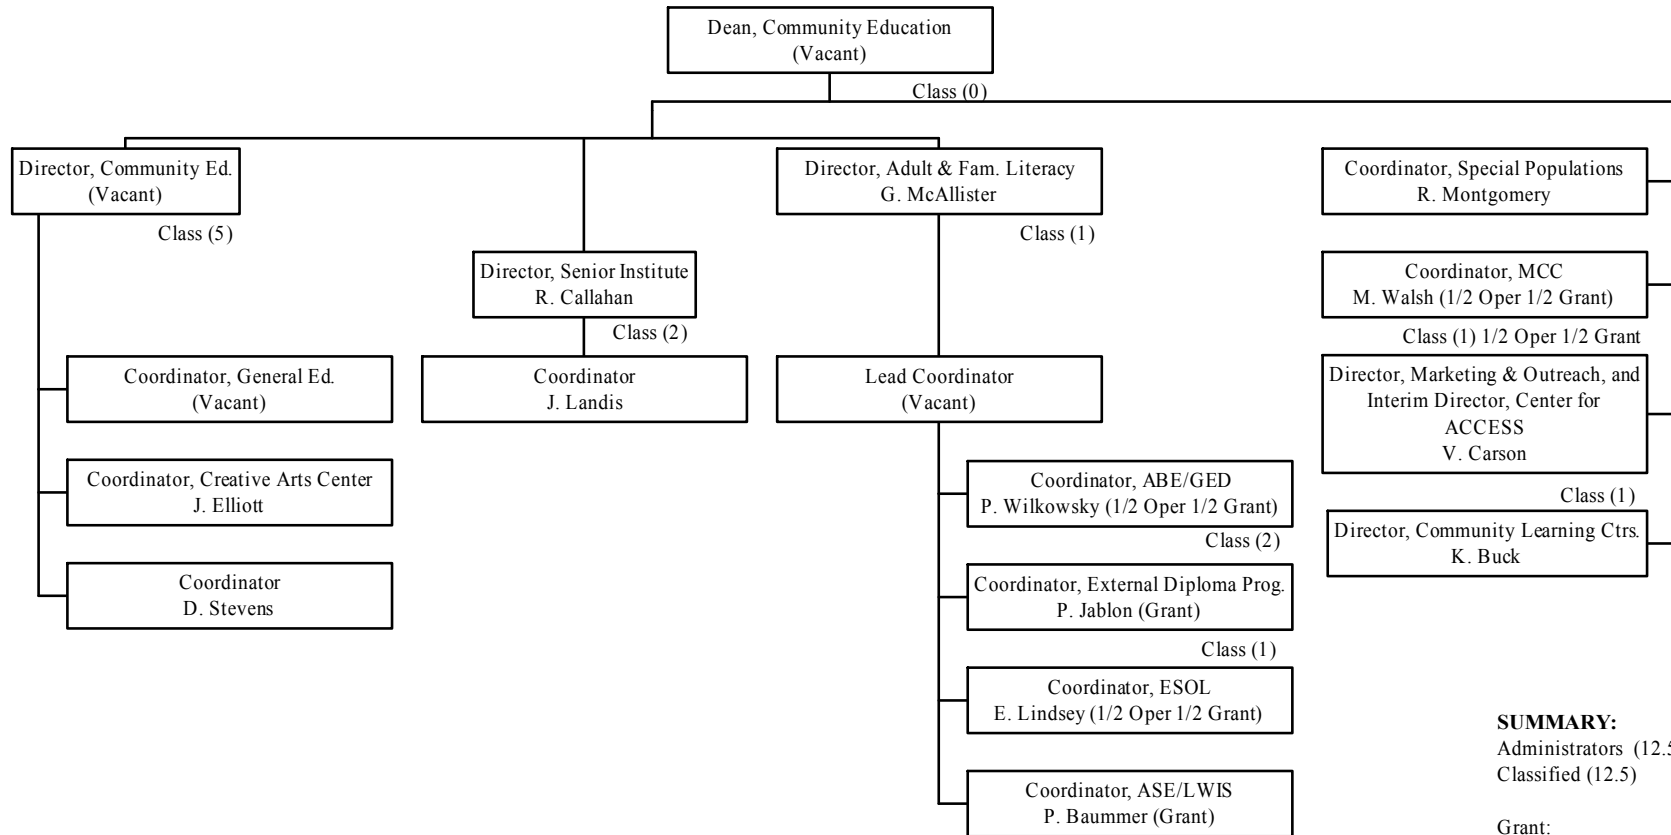 Dean, Community Education
(Vacant)
Class (0)
Director, Community Ed.
(Vacant)
Class (5)
Director, Senior Institute
R. Callahan
Class (2)
Director, Adult & Fam. Literacy
G. McAllister
Class (1)
Coordinator, General Ed.
(Vacant)
Coordinator, Creative Arts Center
J. Elliott
Coordinator
D. Stevens
Coordinator
J. Landis
Lead Coordinator
(Vacant)
Coordinator, ABE/GED
P. Wilkowsky (1/2 Oper 1/2 Grant)
Class (2)
Coordinator, External Diploma Prog.
P. Jablon (Grant)
Class (1)
Coordinator, ESOL
E. Lindsey (1/2 Oper 1/2 Grant)
Coordinator, ASE/LWIS
P. Baummer (Grant)
Coordinator, Special Populations
R. Montgomery
Coordinator, MCC
M. Walsh (1/2 Oper 1/2 Grant)
Class (1) 1/2 Oper 1/2 Grant
Director, Marketing & Outreach, and
Interim Director, Center for
ACCESS
V. Carson
Class (1)
Director, Community Learning Ctrs.
K. Buck
SUMMARY:
Administrators (12.5
Classified (12.5)
Grant: